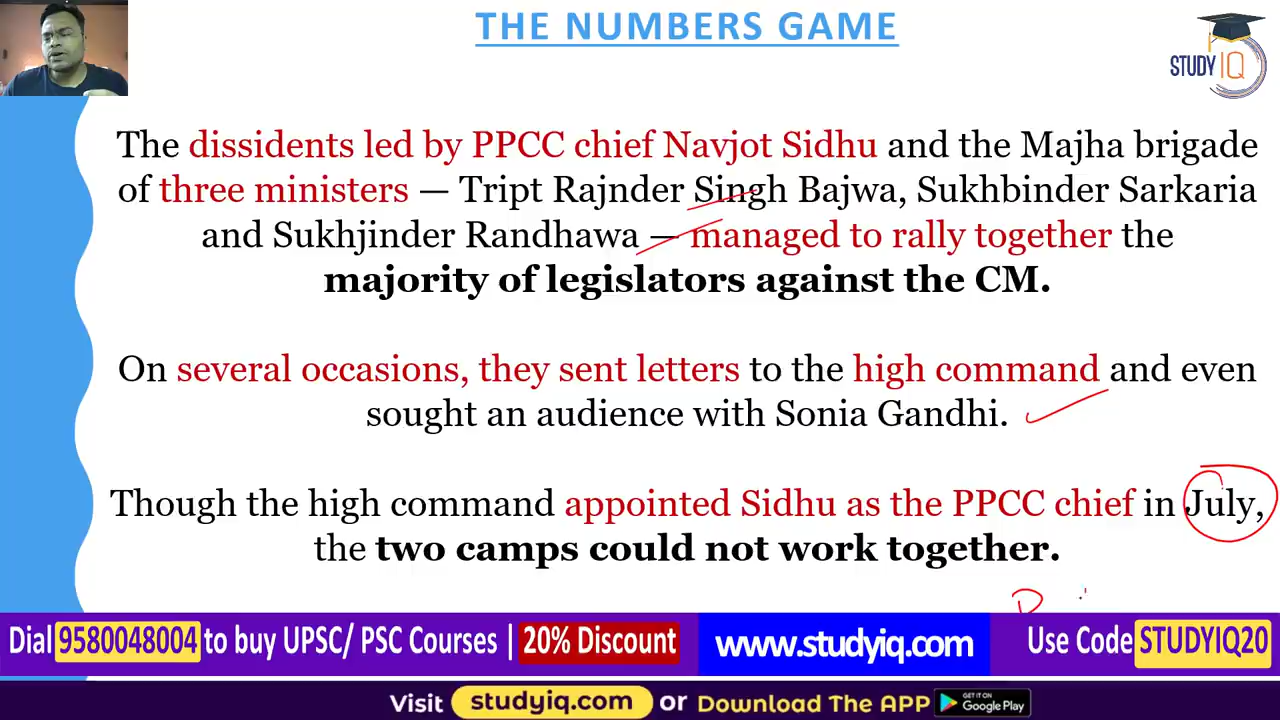 THE NUMBERS GAME
STUDY IQ
The dissidents led by PPCC chief Navjot Sidhu and the Majha brigade
of three ministers — Tript Rajnder Singh Bajwa, Sukhbinder Sarkaria
and Sukhjinder Randhawa — managed to rally together the
majority of legislators against the CM.
On several occasions, they sent letters to the high command and even
sought an audience with Sonia Gandhi.
Though the high command appointed Sidhu as the PPCC chief in July,
the two camps could not work together.
Dial 9580048004 to buy UPSC/ PSC Courses | 20% Discount
www.studyiq.com
Use Code STUDYIQ20
Visit studyiq.com or Download The APP
GET IT ON
Google Play